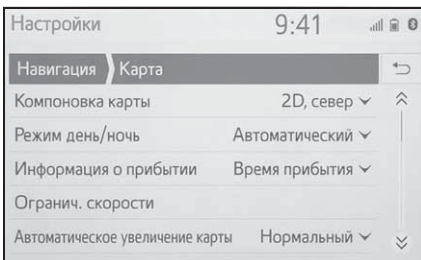 Настройки 9:41
Навигация Карта
Компоновка карты 2D, север
Режим день/ночь Автоматический
Информация о прибытии Время прибытия
Огранич. скорости
Автоматическое увеличение карты Нормальный